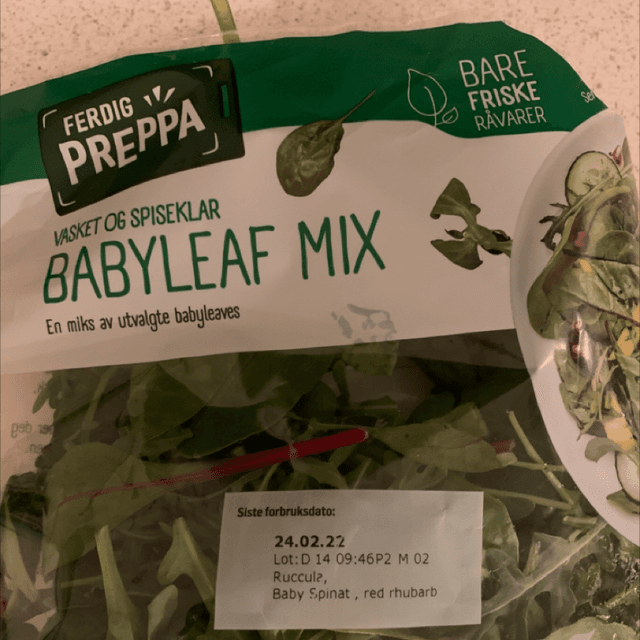 FERDIG
PREPPA
BARE
FRISKE
RÅVARER
VASKET OG SPISEKLAR
BABYLEAF MIX
En miks av utvalgte babyleaves
Siste forbruksdato:
24.02.22
Lot: D 14 09:46P2 M 02
Ruccula,
Baby Spinat , red rhubarb